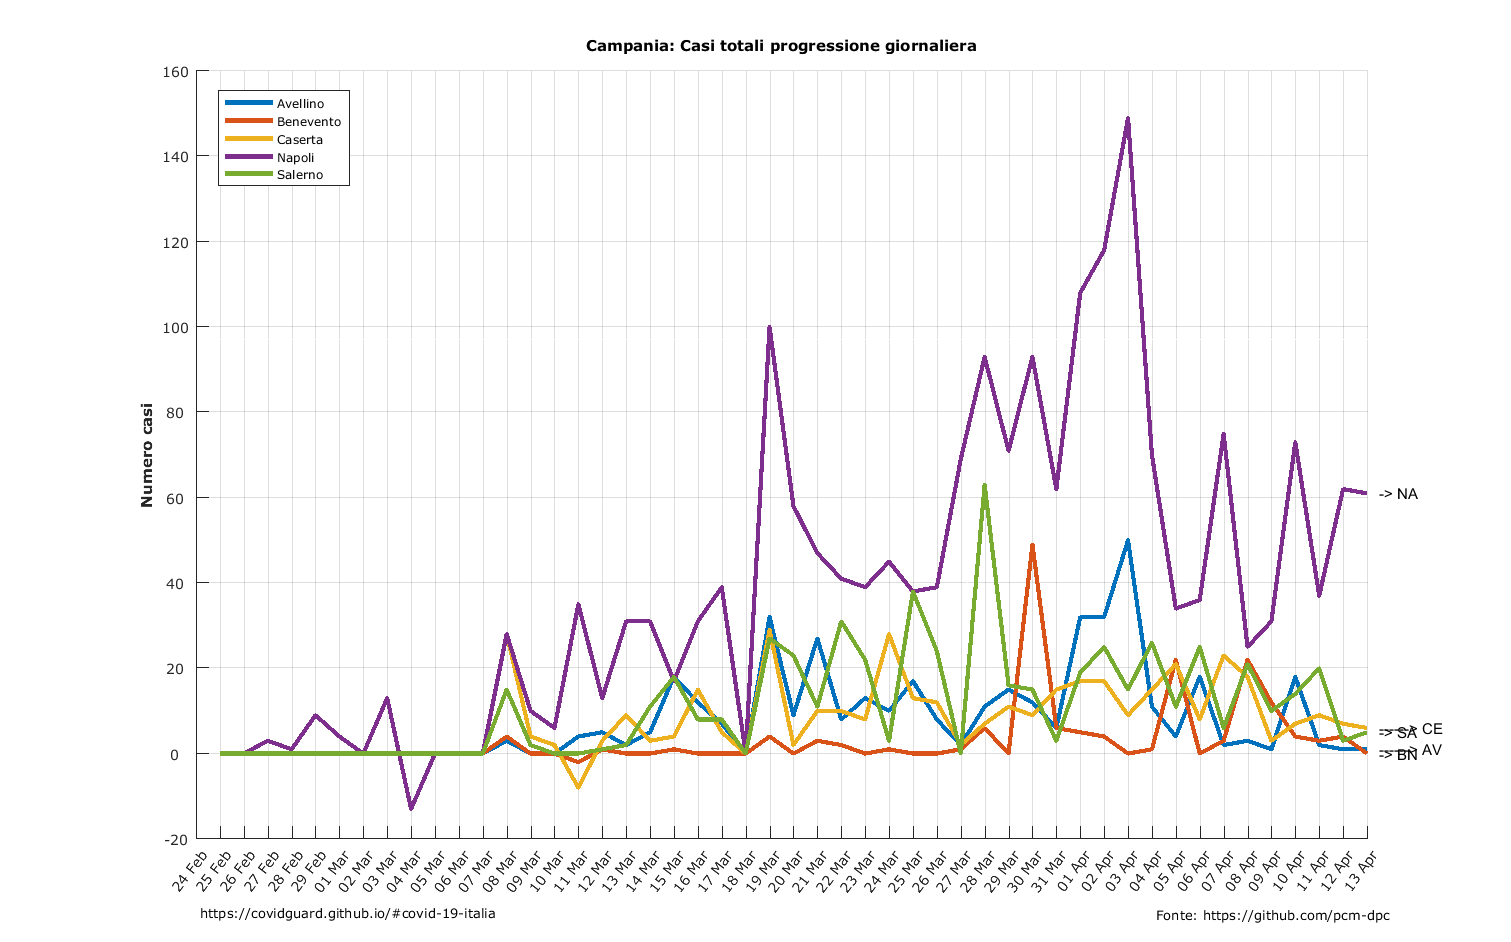 Campania: Casi totali progressione giornaliera
160
140
120
100
80
60
40
20
0
-20
Numero casi
Avellino
Benevento
Caserta
Napoli
Salerno
-> NA
-> CE
-> SA
-> AV
-> BN
24 Feb
25 Feb
26 Feb
27 Feb
28 Feb
29 Feb
01 Mar
02 Mar
03 Mar
04 Mar
05 Mar
06 Mar
07 Mar
08 Mar
09 Mar
10 Mar
11 Mar
12 Mar
13 Mar
14 Mar
15 Mar
16 Mar
17 Mar
18 Mar
19 Mar
20 Mar
21 Mar
22 Mar
23 Mar
24 Mar
25 Mar
26 Mar
27 Mar
28 Mar
29 Mar
30 Mar
31 Mar
01 Apr
02 Apr
03 Apr
04 Apr
05 Apr
06 Apr
07 Apr
08 Apr
09 Apr
10 Apr
11 Apr
12 Apr
13 Apr
https://covidguard.github.io/#covid-19-italia
Fonte: https://github.com/pcm-dpc